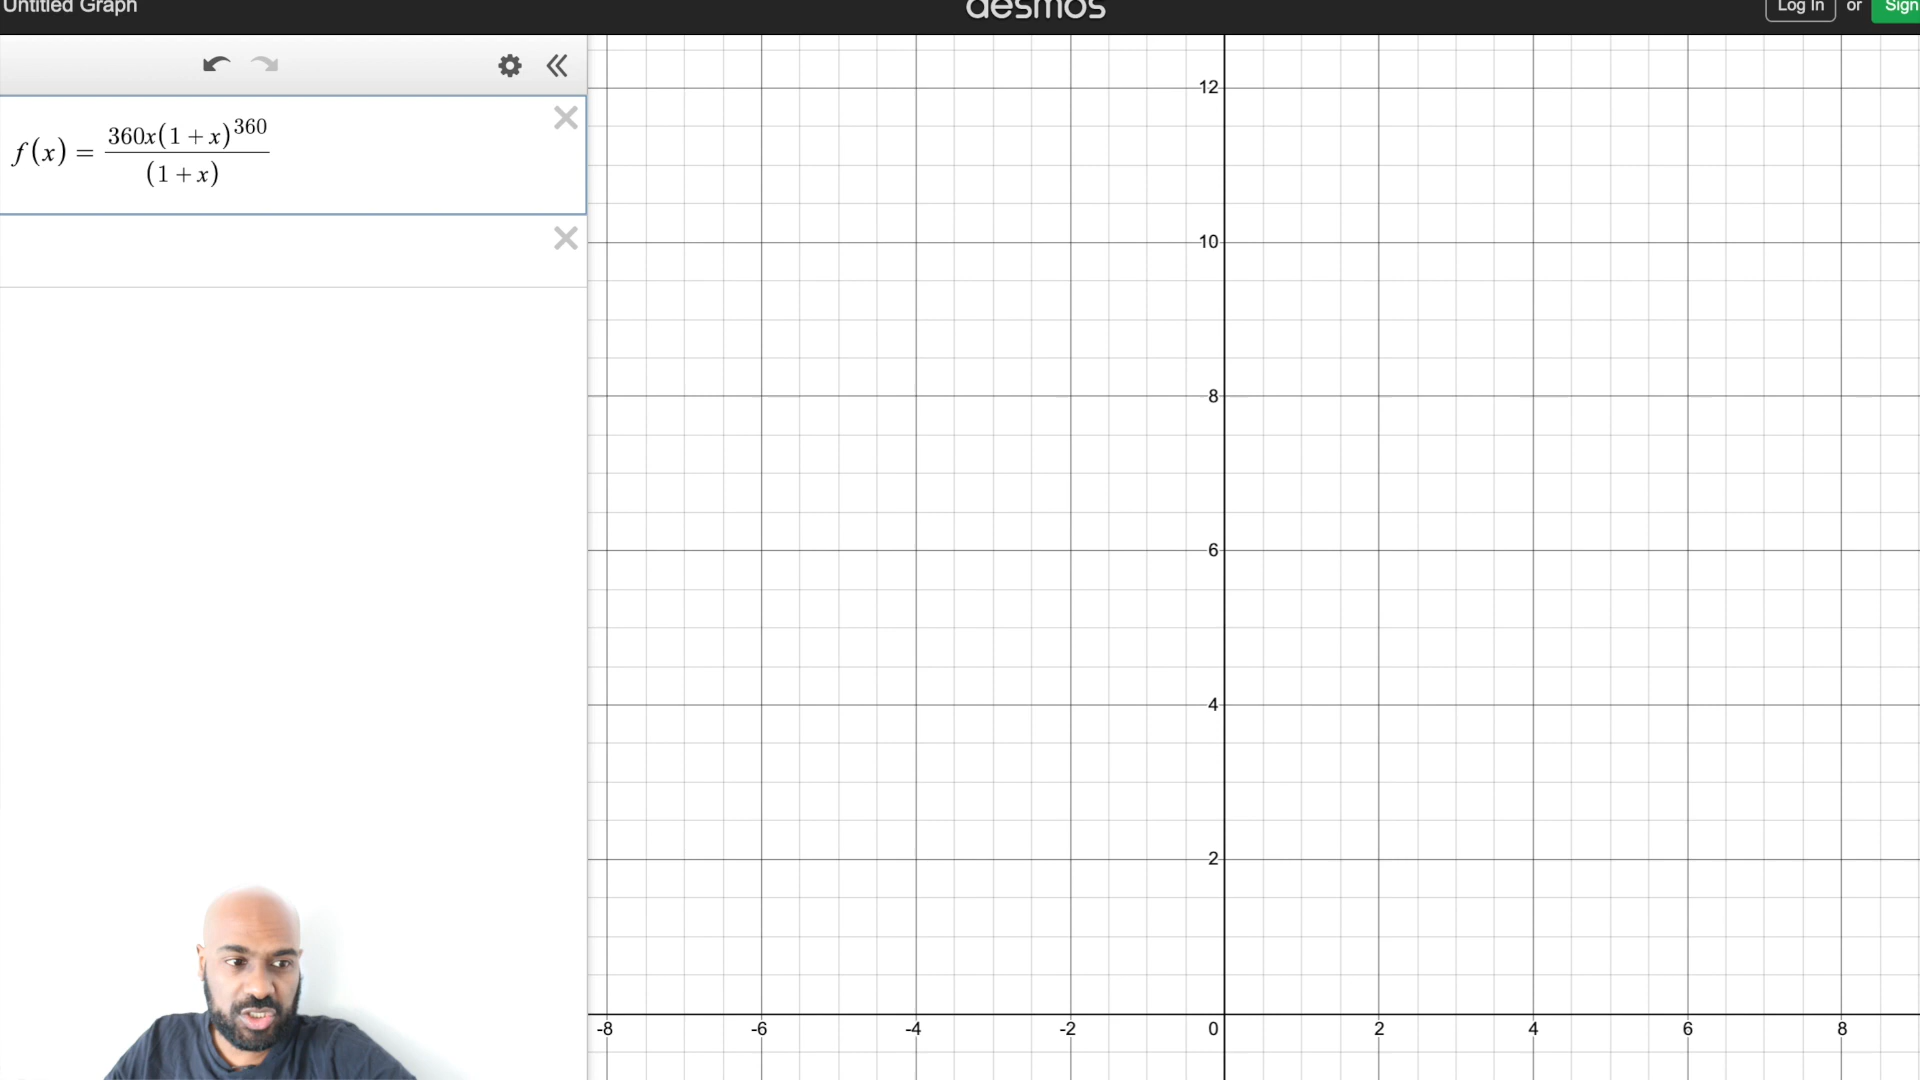 Untitled Graph
desmos
Log In or Sign
f(x) = 360x(1+x)^360 / (1+x)
12
10
8
6
4
2
-8 -6 -4 -2 0 2 4 6 8